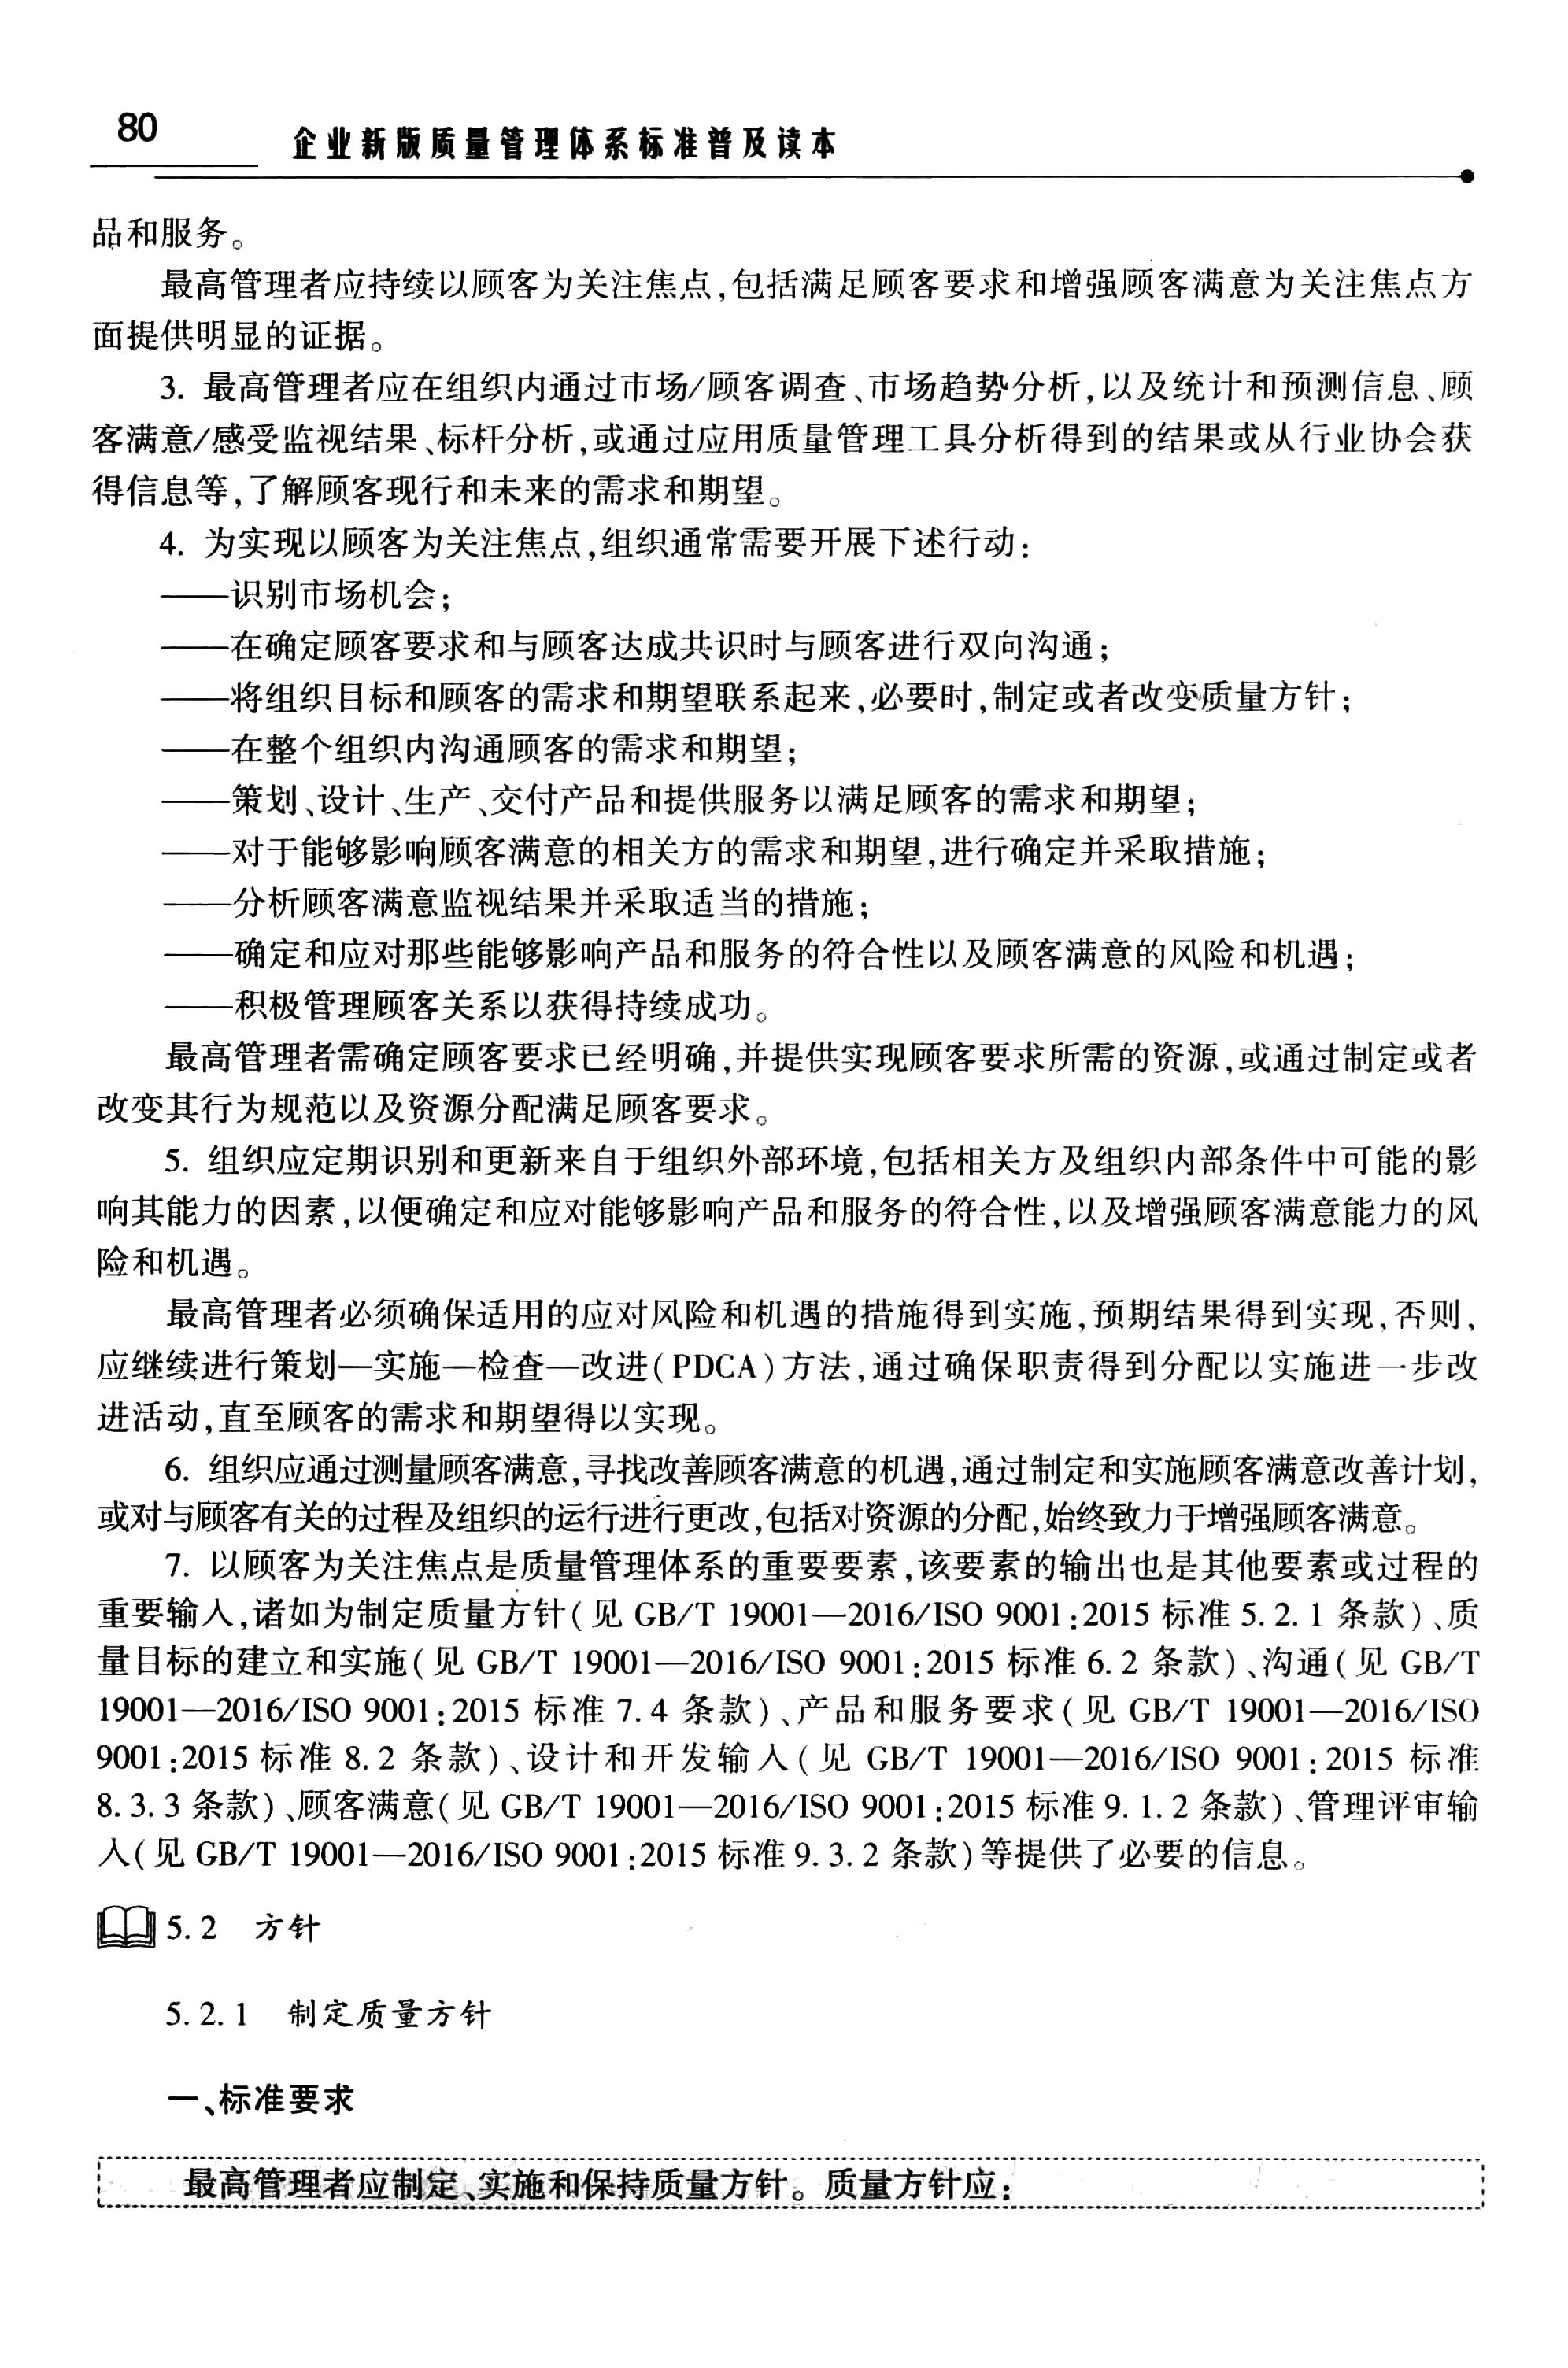 80
企业新版质量管理体系标准普及读本
品和服务。
最高管理者应持续以顾客为关注焦点,包括满足顾客要求和增强顾客满意为关注焦点方
面提供明显的证据。
3. 最高管理者应在组织内通过市场/顾客调查、市场趋势分析,以及统计和预测信息、顾
客满意/感受监视结果、标杆分析,或通过应用质量管理工具分析得到的结果或从行业协会获
得信息等,了解顾客现行和未来的需求和期望。
4. 为实现以顾客为关注焦点,组织通常需要开展下述行动:
——识别市场机会;
——在确定顾客要求和与顾客达成共识时与顾客进行双向沟通;
——将组织目标和顾客的需求和期望联系起来,必要时,制定或者改变质量方针;
——在整个组织内沟通顾客的需求和期望;
——策划、设计、生产、交付产品和提供服务以满足顾客的需求和期望;
——对于能够影响顾客满意的相关方的需求和期望,进行确定并采取措施;
——分析顾客满意监视结果并采取适当的措施;
——确定和应对那些能够影响产品和服务的符合性以及顾客满意的风险和机遇;
——积极管理顾客关系以获得持续成功。
最高管理者需确定顾客要求已经明确,并提供实现顾客要求所需的资源,或通过制定或者
改变其行为规范以及资源分配满足顾客要求。
5. 组织应定期识别和更新来自于组织外部环境,包括相关方及组织内部条件中可能的影
响其能力的因素,以便确定和应对能够影响产品和服务的符合性,以及增强顾客满意能力的风
险和机遇。
最高管理者必须确保适用的应对风险和机遇的措施得到实施,预期结果得到实现,否则,
应继续进行策划—实施—检查—改进(PDCA)方法,通过确保职责得到分配以实施进一步改
进活动,直至顾客的需求和期望得以实现。
6. 组织应通过测量顾客满意,寻找改善顾客满意的机遇,通过制定和实施顾客满意改善计划,
或对与顾客有关的过程及组织的运行进行更改,包括对资源的分配,始终致力于增强顾客满意。
7. 以顾客为关注焦点是质量管理体系的重要要素,该要素的输出也是其他要素或过程的
重要输入,诸如为制定质量方针(见 GB/T 19001—2016/ISO 9001:2015 标准 5.2.1 条款)、质
量目标的建立和实施(见 GB/T 19001—2016/ISO 9001:2015 标准 6.2 条款)、沟通(见 GB/T
19001—2016/ISO 9001:2015 标准 7.4 条款)、产品和服务要求(见 GB/T 19001—2016/ISO
9001:2015 标准 8.2 条款)、设计和开发输入(见 GB/T 19001—2016/ISO 9001:2015 标准
8.3.3 条款)、顾客满意(见 GB/T 19001—2016/ISO 9001:2015 标准 9.1.2 条款)、管理评审输
入(见 GB/T 19001—2016/ISO 9001:2015 标准 9.3.2 条款)等提供了必要的信息。
5.2 方针
5.2.1 制定质量方针
一、标准要求
最高管理者应制定、实施和保持质量方针。质量方针应: